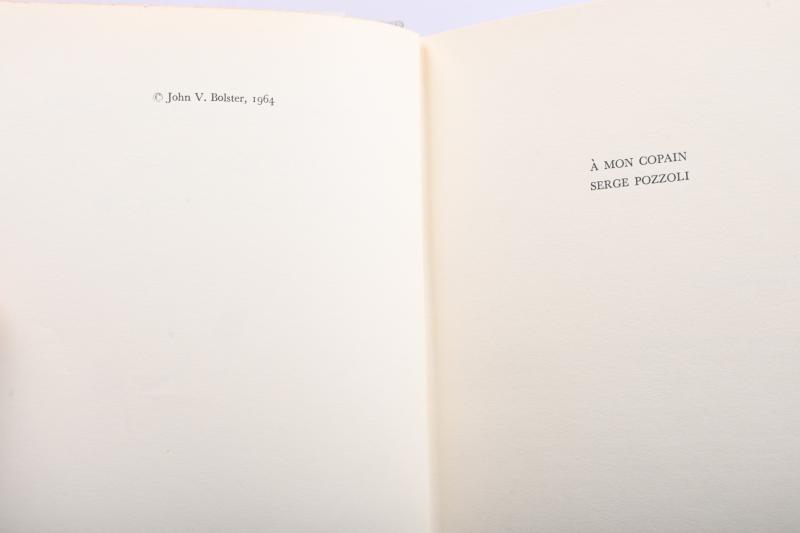 © John V. Bolster, 1964
À MON COPAIN
SERGE POZZOLI